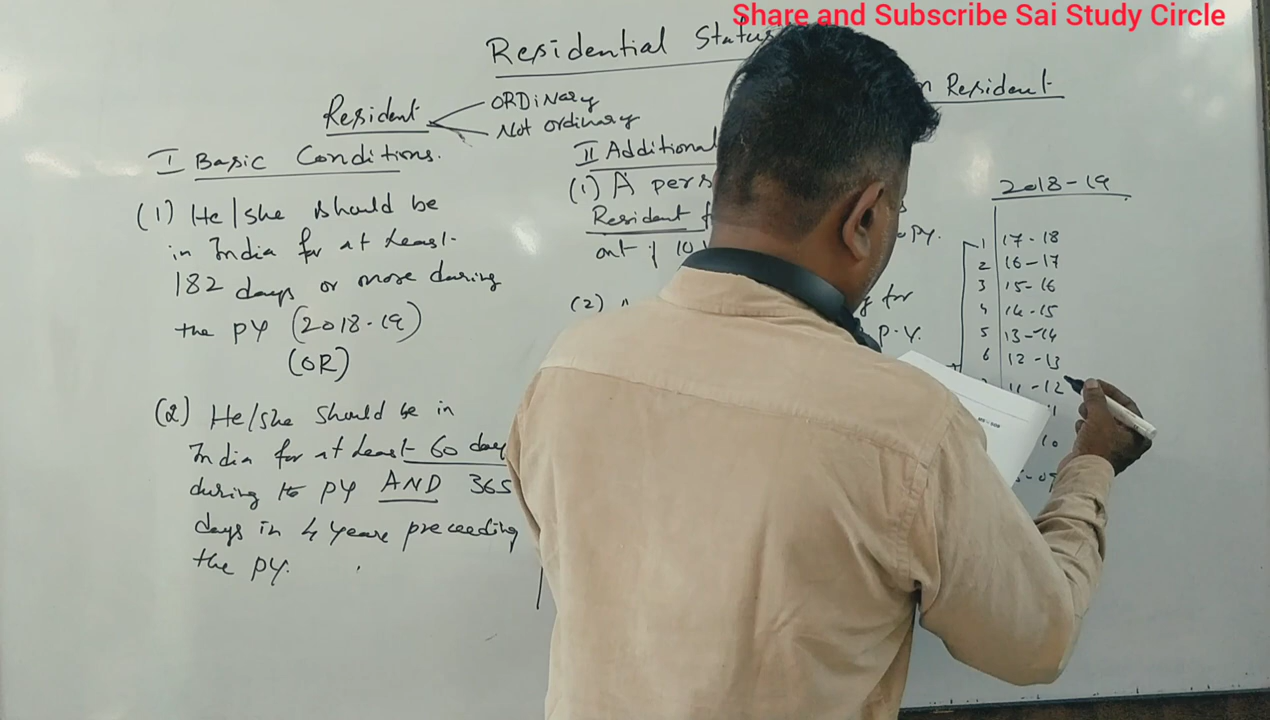 Share and Subscribe Sai Study Circle
Residential Status
Resident
ORDinary
Not ordinary
n Resident
I Basic Conditions.
(1) He/she should be
in India for at least
182 days or more during
the PY (2018-19)
(OR)
(2) He/she should be in
India for at least 60 day
during the PY AND 365
days in 4 year preceeding
the PY.
II Additional
(1) A pers
Resident f
PY.
out of 10
(2)
for
P.Y.
2018-19
1 17-18
2 16-17
3 15-16
4 14-15
5 13-14
6 12-13
11-12